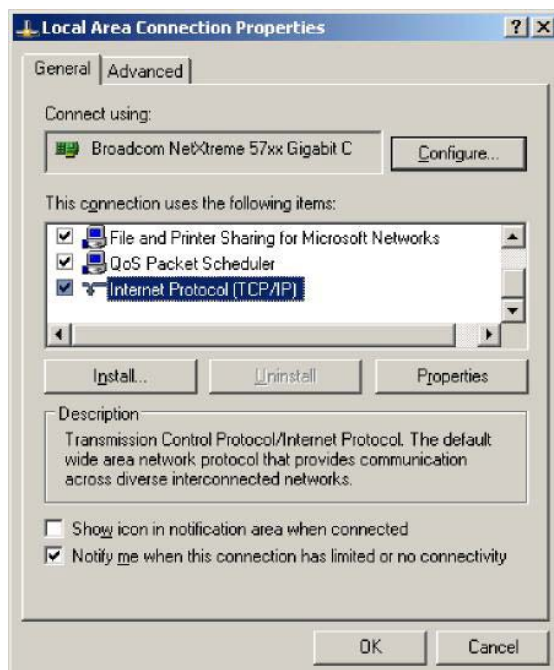 Local Area Connection Properties
General
Advanced
Connect using:
Broadcom NetXtreme 57xx Gigabit C
Configure...
This connection uses the following items:
File and Printer Sharing for Microsoft Networks
QoS Packet Scheduler
Internet Protocol (TCP/IP)
Install...
Uninstall
Properties
Description
Transmission Control Protocol/Internet Protocol. The default
wide area network protocol that provides communication
across diverse interconnected networks.
Show icon in notification area when connected
Notify me when this connection has limited or no connectivity
OK
Cancel